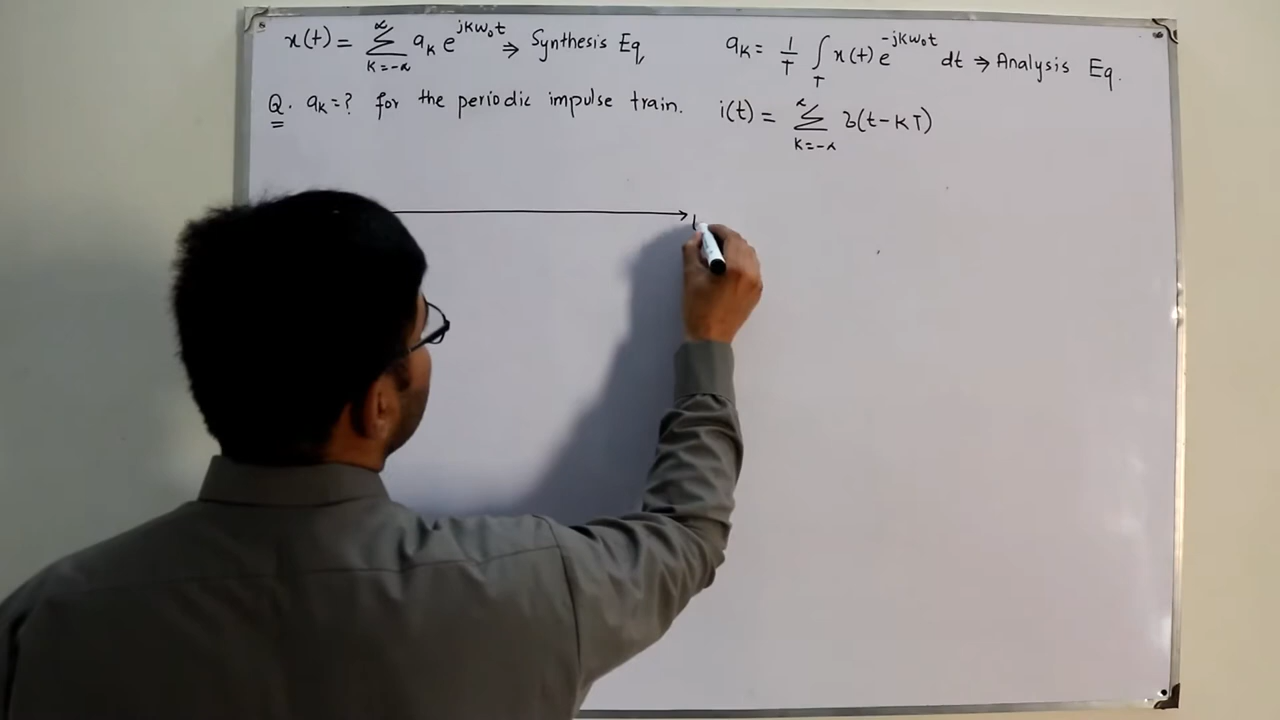 x(t) = ∑_{k=-∞}^{∞} a_k e^{jkω₀t} ⇒ Synthesis Eq, a_k = 1/T ∫_T x(t) e^{-jkω₀t} dt ⇒ Analysis Eq.
Q. a_k = ? for the periodic impulse train. i(t) = ∑_{k=-∞}^{∞} δ(t-kT)